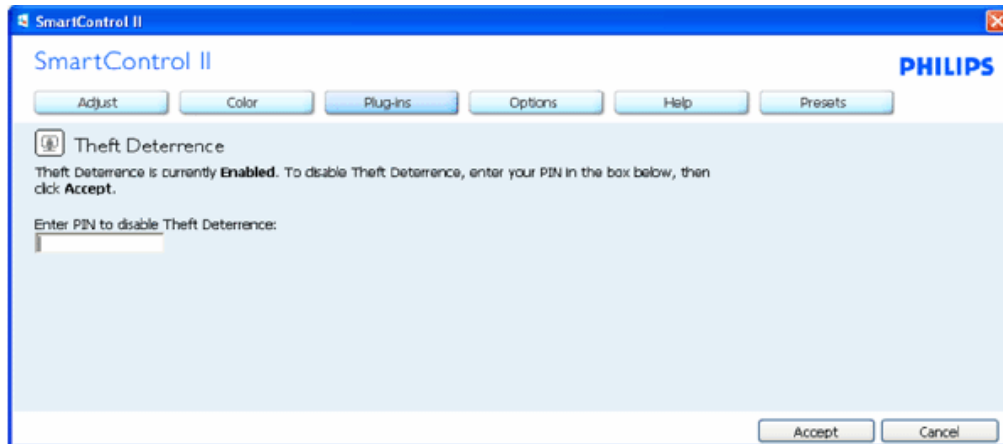 SmartControl II
SmartControl II
PHILIPS
Adjust Color Plug-ins Options Help Presets
Theft Deterrence
Theft Deterrence is currently Enabled. To disable Theft Deterrence, enter your PIN in the box below, then
click Accept.
Enter PIN to disable Theft Deterrence:
Accept Cancel